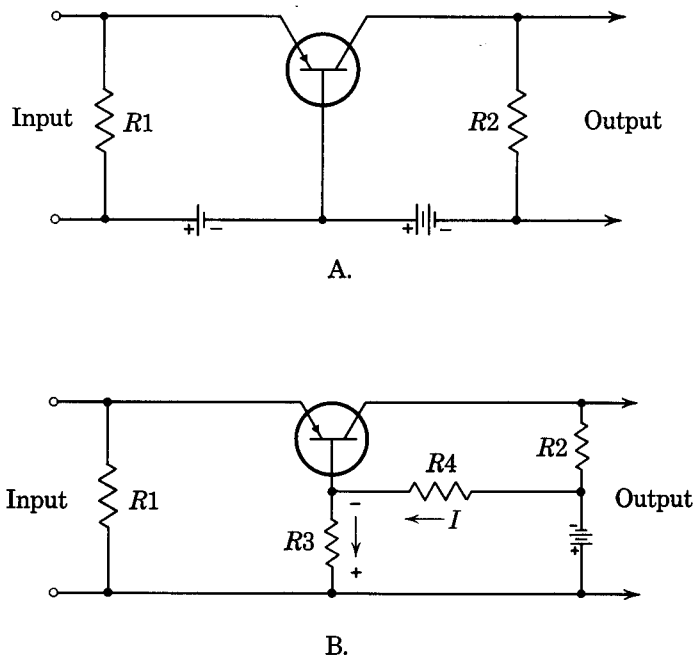 Input
R1
R2
Output
+ −
+ −
A.
Input
R1
R4
R2
I
R3
−
+
−
+
Output
B.